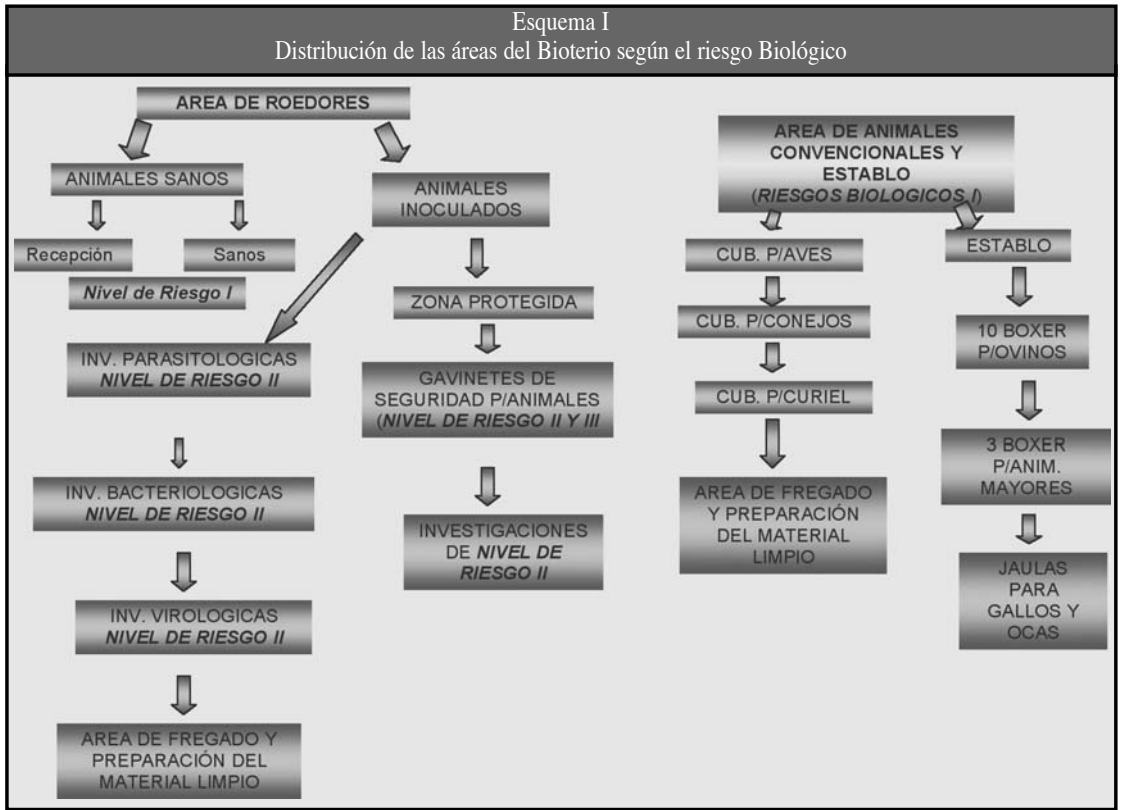 Esquema I
Distribución de las áreas del Bioterio según el riesgo Biológico
AREA DE ROEDORES
ANIMALES SANOS
Recepción
Sanos
Nivel de Riesgo I
ANIMALES
INOCULADOS
INV. PARASITOLOGICAS
NIVEL DE RIESGO II
INV. BACTERIOLOGICAS
NIVEL DE RIESGO II
INV. VIROLOGICAS
NIVEL DE RIESGO II
AREA DE FREGADO Y
PREPARACIÓN DEL
MATERIAL LIMPIO
ZONA PROTEGIDA
GAVINETES DE
SEGURIDAD P/ANIMALES
(NIVEL DE RIESGO II Y III
INVESTIGACIONES
DE NIVEL DE
RIESGO II
AREA DE ANIMALES
CONVENCIONALES Y
ESTABLO
(RIESGOS BIOLOGICOS I)
CUB. P/AVES
CUB. P/CONEJOS
CUB. P/CURIEL
AREA DE FREGADO
Y PREPARACIÓN
DEL MATERIAL
LIMPIO
ESTABLO
10 BOXER
P/OVINOS
3 BOXER
P/ANIM.
MAYORES
JAULAS
PARA
GALLOS Y
OCAS